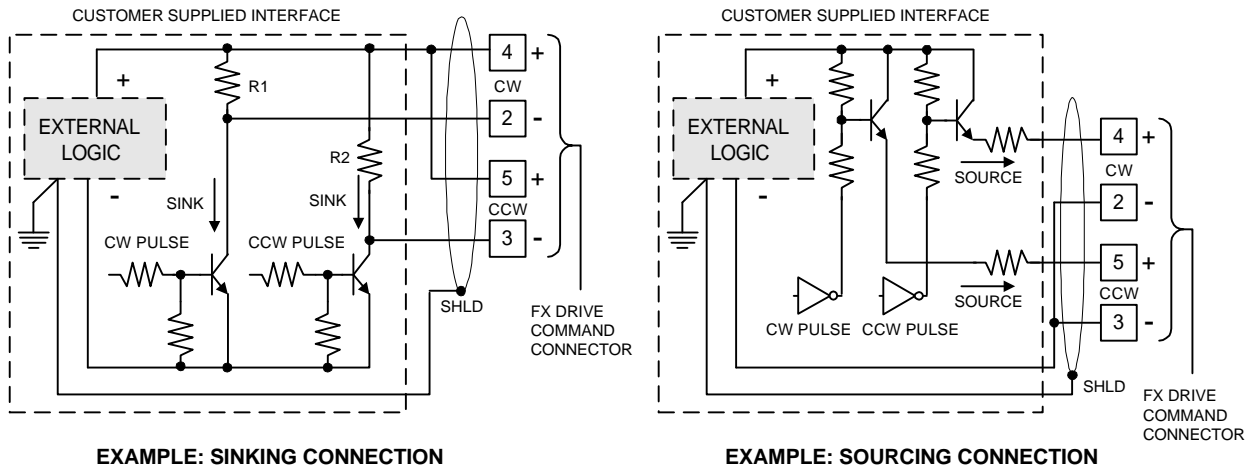 CUSTOMER SUPPLIED INTERFACE
+
EXTERNAL
LOGIC
-
R1
R2
SINK
SINK
CW PULSE
CCW PULSE
4 +
CW
2 -
5 +
CCW
3 -
SHLD
FX DRIVE
COMMAND
CONNECTOR
EXAMPLE: SINKING CONNECTION
CUSTOMER SUPPLIED INTERFACE
+
EXTERNAL
LOGIC
-
SOURCE
SOURCE
CW PULSE
CCW PULSE
4 +
CW
2 -
5 +
CCW
3 -
SHLD
FX DRIVE
COMMAND
CONNECTOR
EXAMPLE: SOURCING CONNECTION